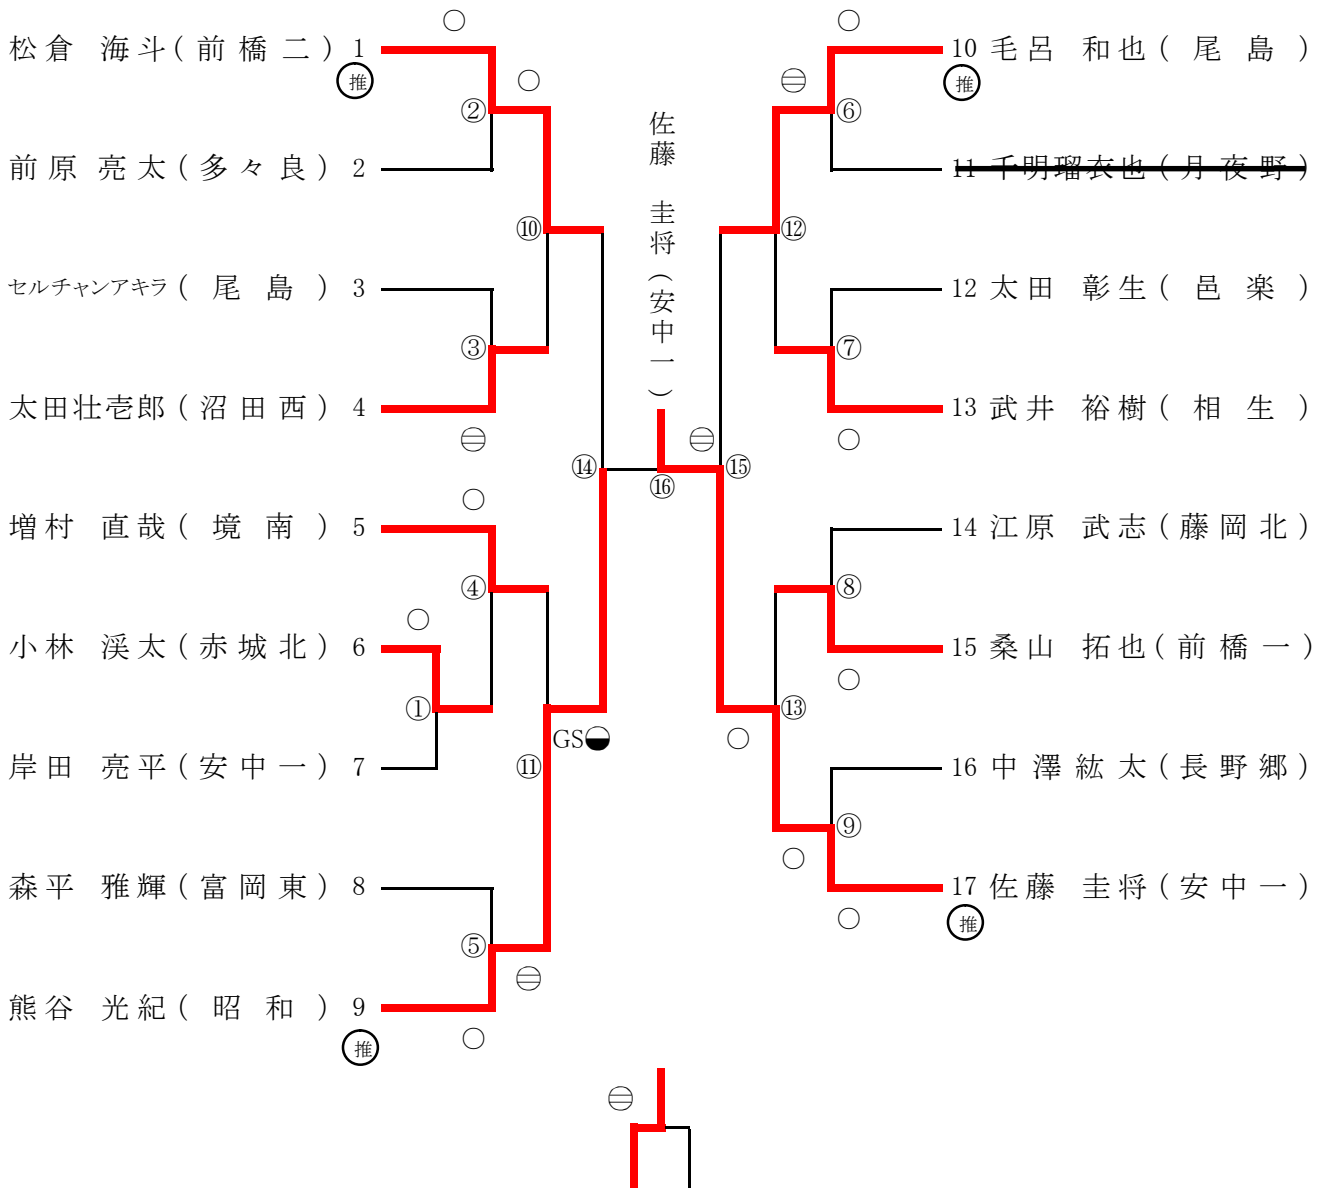 松倉 海斗(前橋二) 1
推
②
前原 亮太(多々良) 2
⑩
セルチャンアキラ(尾島) 3
③
太田壮壱郎(沼田西) 4
⑭
増村 直哉(境南) 5
④
小林 渓太(赤城北) 6
①
GS
岸田 亮平(安中一) 7
⑪
森平 雅輝(富岡東) 8
⑤
熊谷 光紀(昭和) 9
推
佐藤 圭将(安中一)
⑯
10 毛呂 和也(尾島)
推
⑥
11 千明瑠衣也(月夜野)
⑫
12 太田 彰生(邑楽)
⑦
13 武井 裕樹(相生)
⑮
14 江原 武志(藤岡北)
⑧
15 桑山 拓也(前橋一)
⑬
16 中澤 紘太(長野郷)
⑨
17 佐藤 圭将(安中一)
推